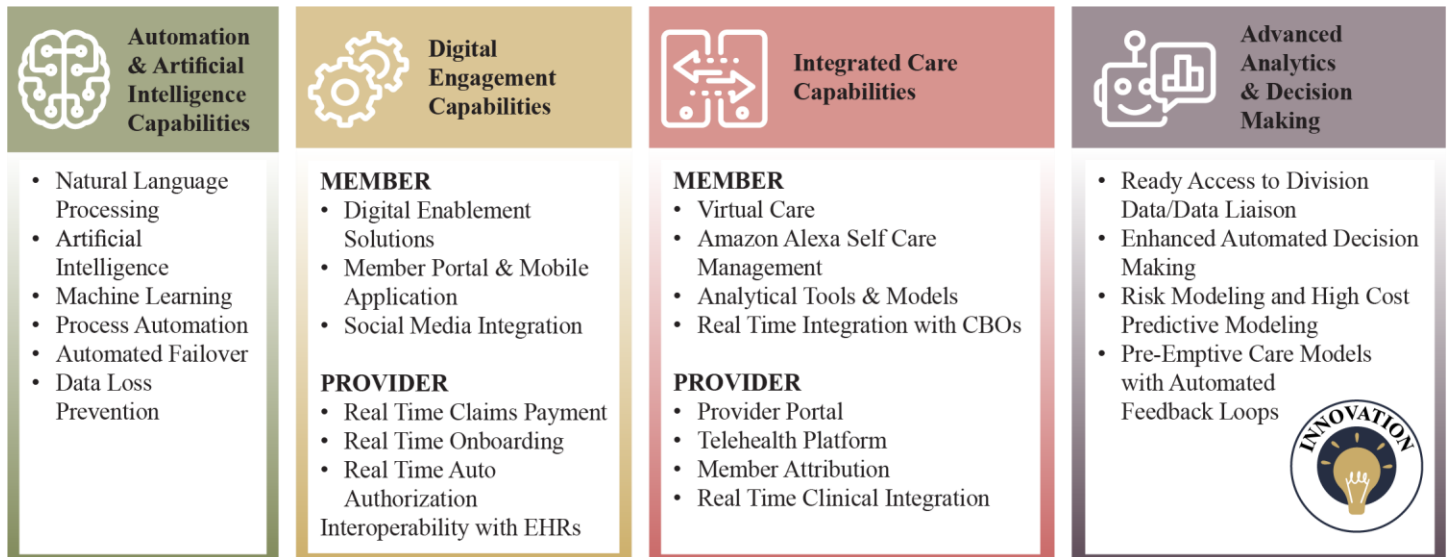 Automation
& Artificial
Intelligence
Capabilities
• Natural Language
Processing
• Artificial
Intelligence
• Machine Learning
• Process Automation
• Automated Failover
• Data Loss
Prevention
Digital
Engagement
Capabilities
MEMBER
• Digital Enablement
Solutions
• Member Portal & Mobile
Application
• Social Media Integration
PROVIDER
• Real Time Claims Payment
• Real Time Onboarding
• Real Time Auto
Authorization
Interoperability with EHRs
Integrated Care
Capabilities
MEMBER
• Virtual Care
• Amazon Alexa Self Care
Management
• Analytical Tools & Models
• Real Time Integration with CBOs
PROVIDER
• Provider Portal
• Telehealth Platform
• Member Attribution
• Real Time Clinical Integration
Advanced
Analytics
& Decision
Making
• Ready Access to Division
Data/Data Liaison
• Enhanced Automated Decision
Making
• Risk Modeling and High Cost
Predictive Modeling
• Pre-Emptive Care Models
with Automated
Feedback Loops
INNOVATION